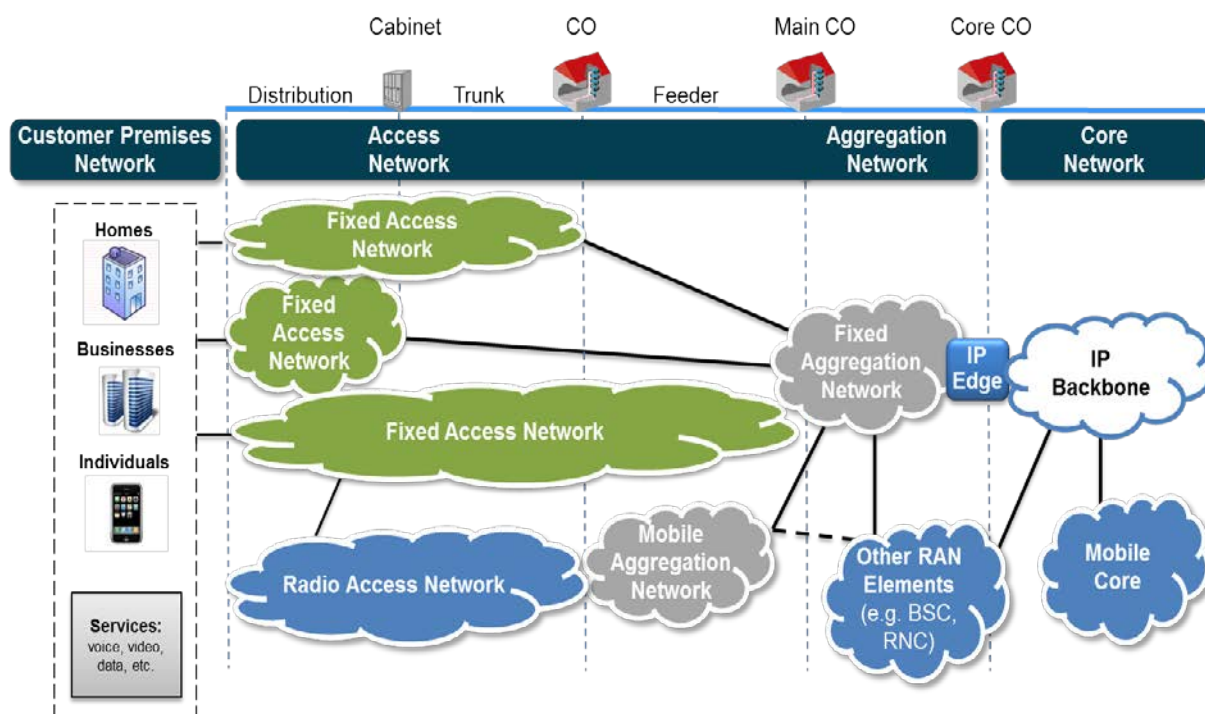 Cabinet
CO
Main CO
Core CO
Distribution
Trunk
Feeder
Customer Premises
Network
Access
Network
Aggregation
Network
Core
Network
Homes
Businesses
Individuals
Services:
voice, video,
data, etc.
Fixed Access
Network
Fixed
Access
Network
Fixed Access Network
Radio Access Network
Mobile
Aggregation
Network
Fixed
Aggregation
Network
IP
Edge
IP
Backbone
Other RAN
Elements
(e.g. BSC,
RNC)
Mobile
Core